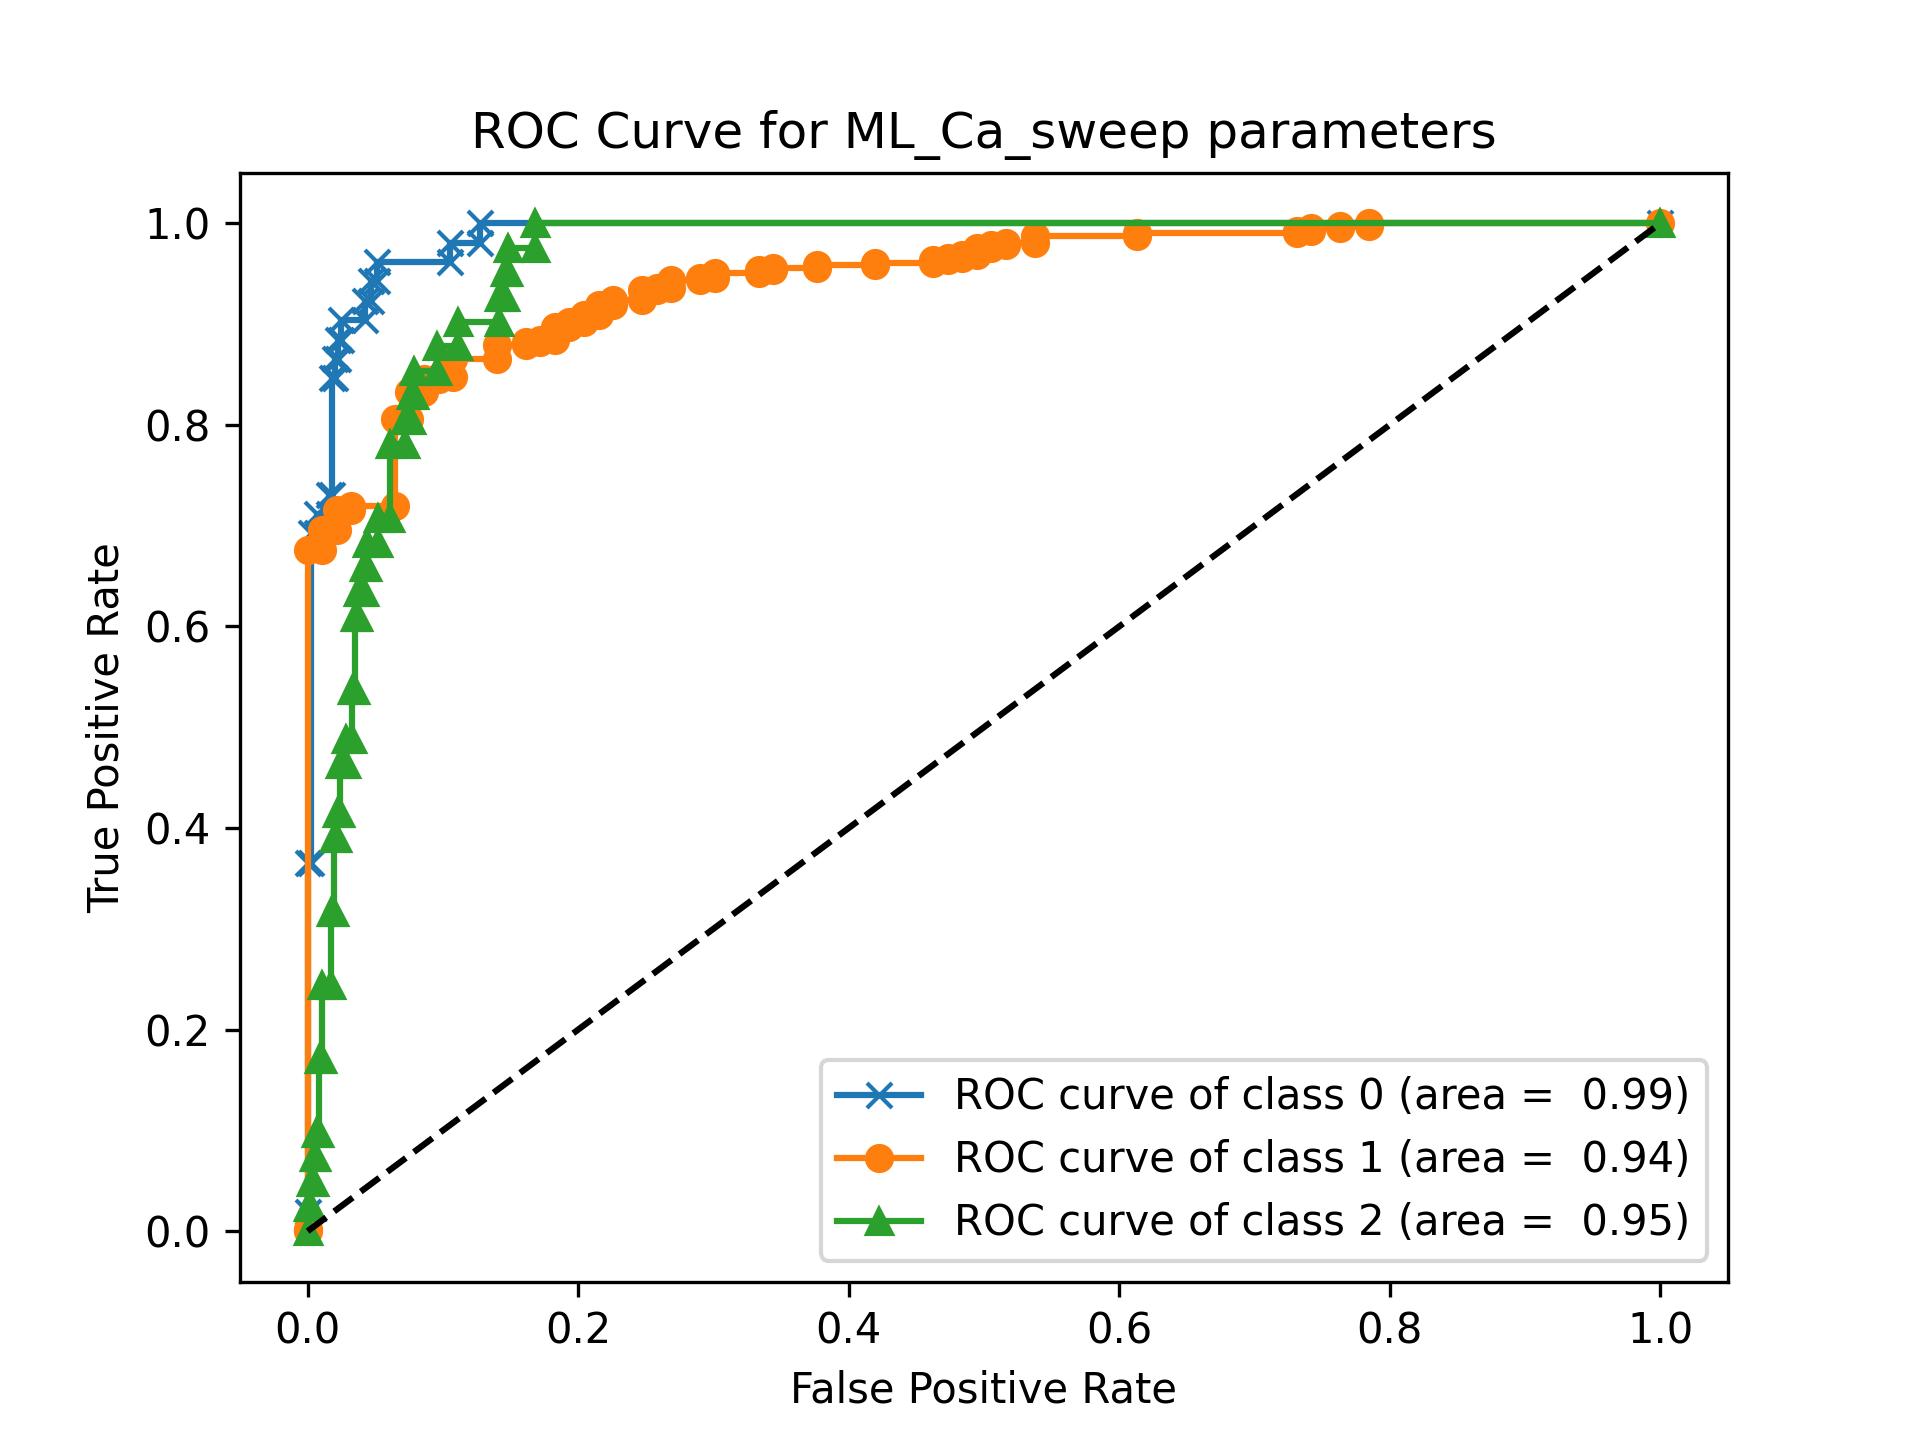 ROC Curve for ML_Ca_sweep parameters
1.0
0.8
0.6
0.4
0.2
0.0
True Positive Rate
ROC curve of class 0 (area =  0.99)
ROC curve of class 1 (area =  0.94)
ROC curve of class 2 (area =  0.95)
0.0 0.2 0.4 0.6 0.8 1.0
False Positive Rate